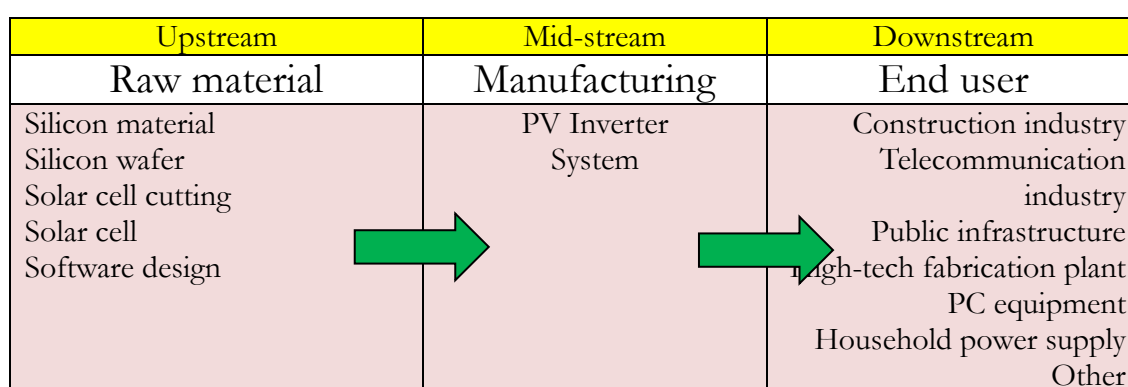 Upstream
Mid-stream
Downstream
Raw material
Manufacturing
End user
Silicon material
Silicon wafer
Solar cell cutting
Solar cell
Software design
PV Inverter
System
Construction industry
Telecommunication
industry
Public infrastructure
High-tech fabrication plant
PC equipment
Household power supply
Other